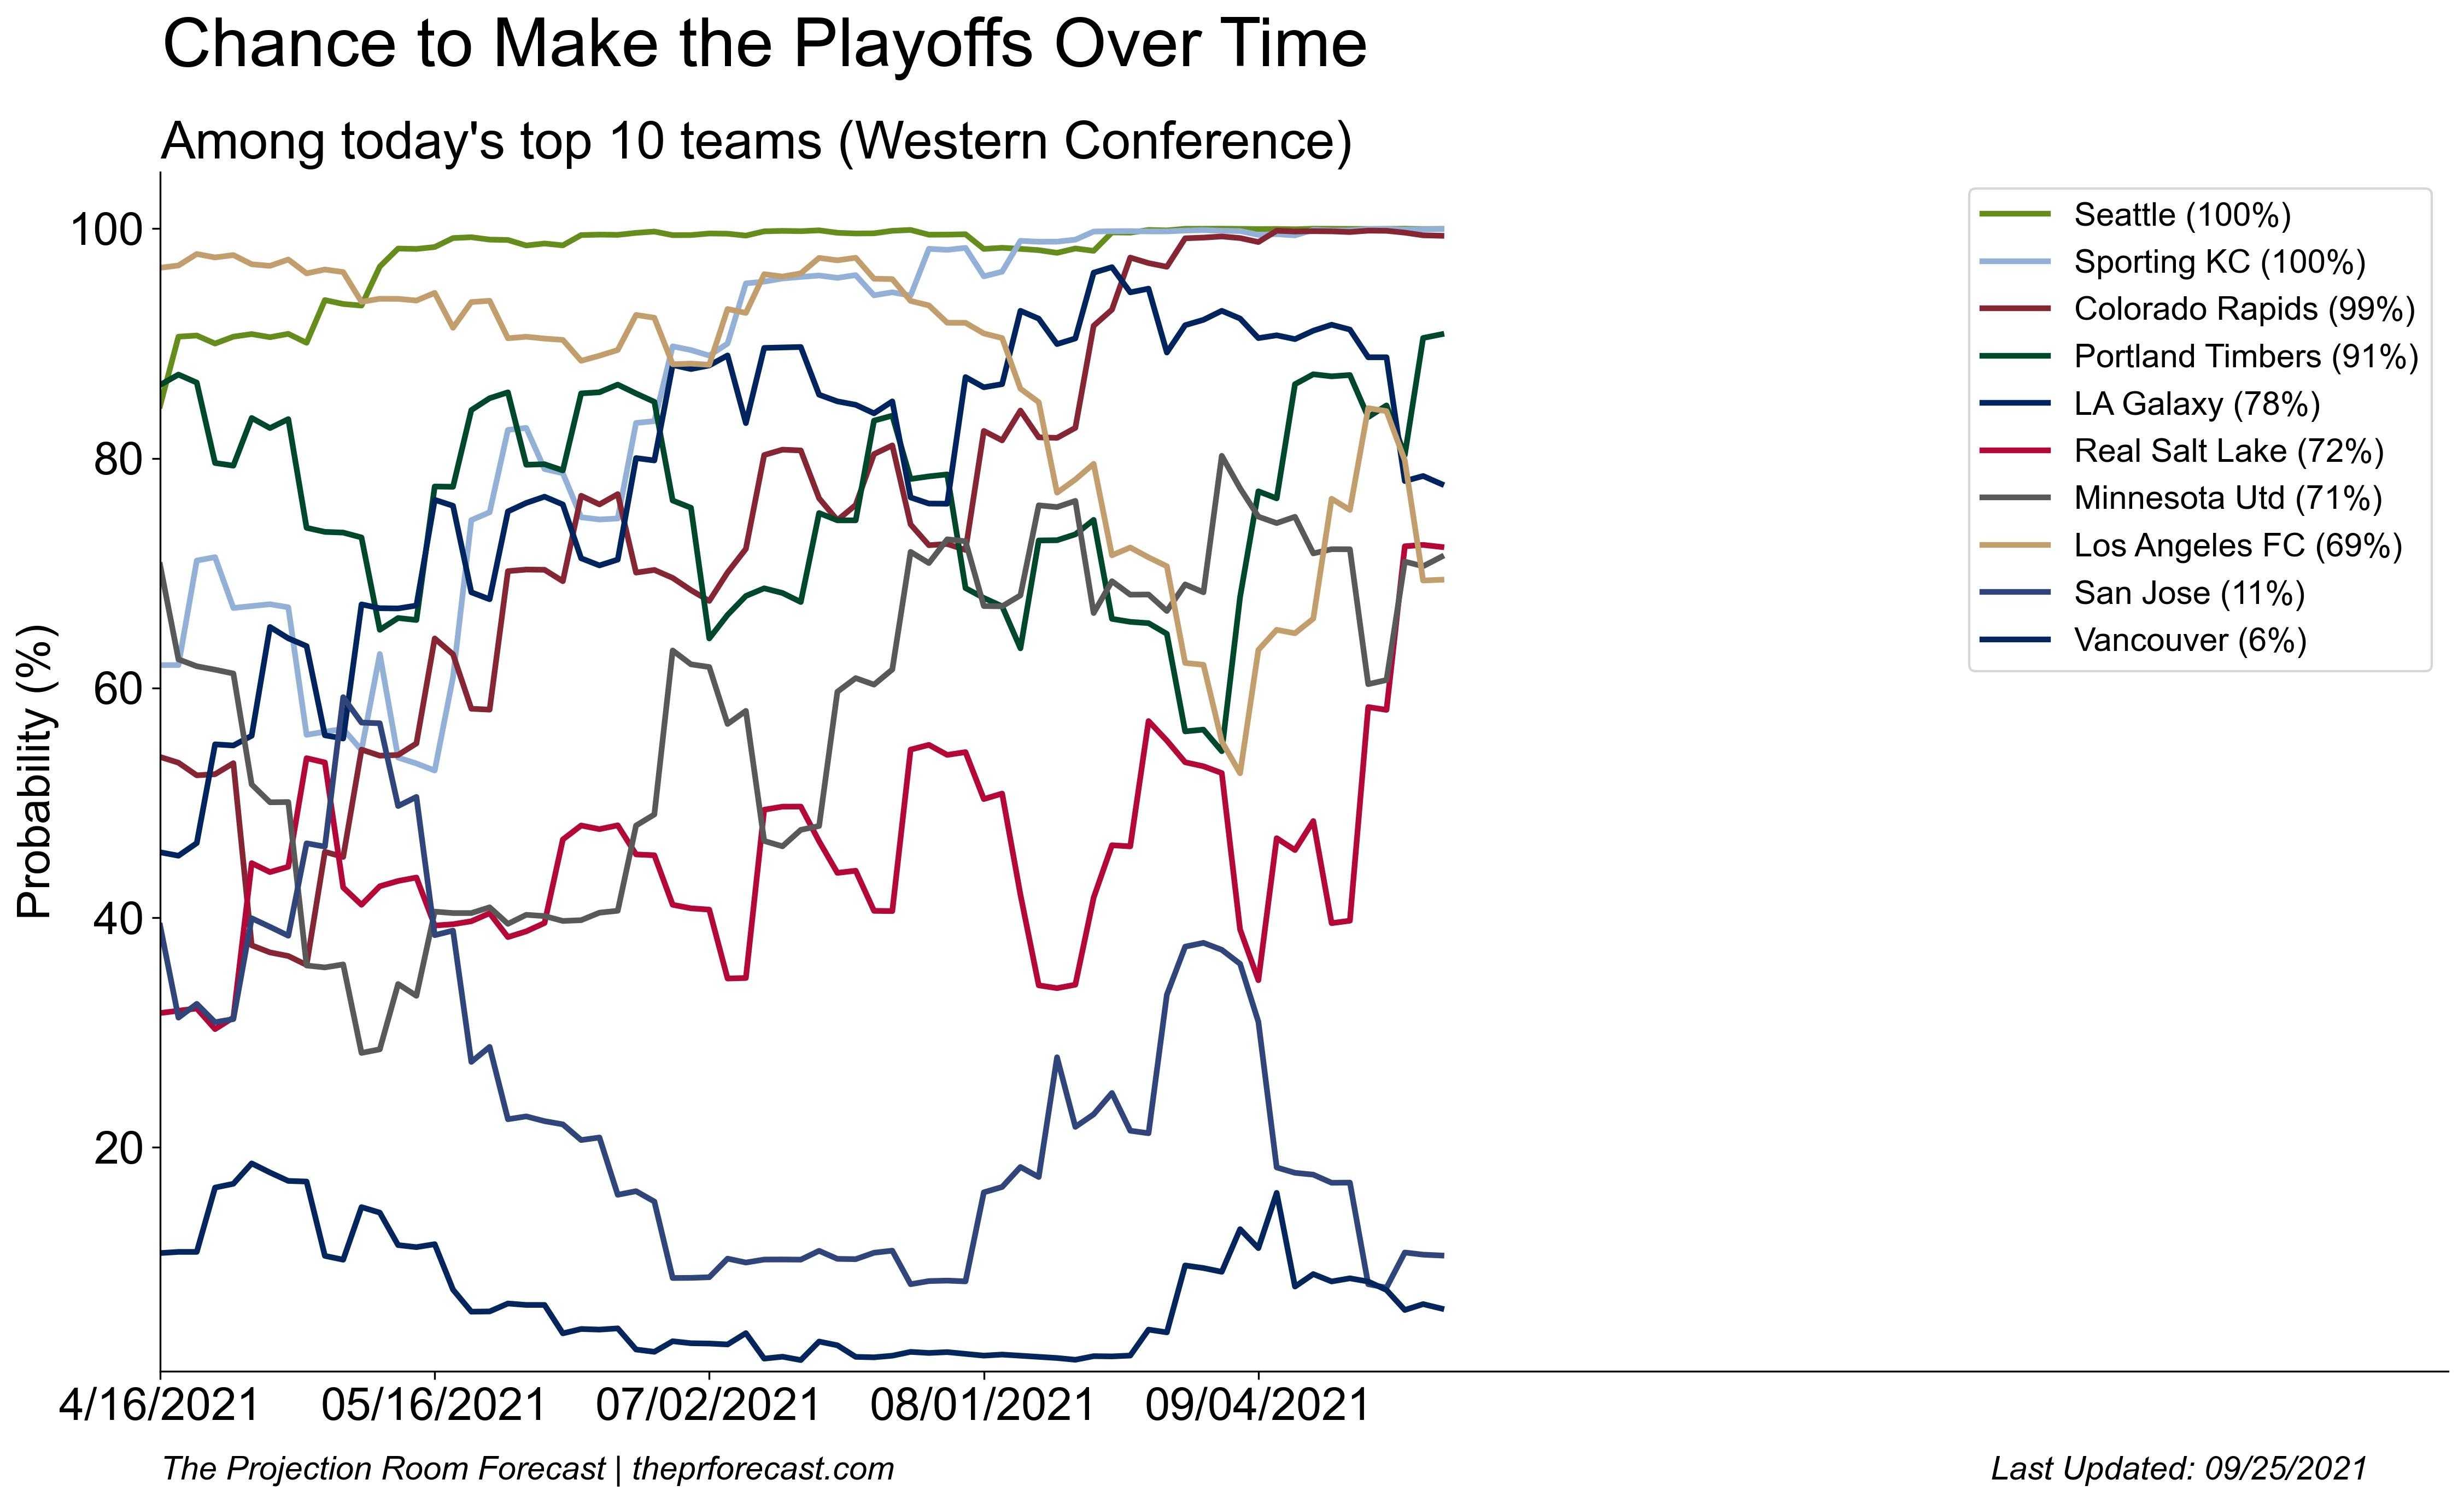 Chance to Make the Playoffs Over Time
Among today's top 10 teams (Western Conference)
Seattle (100%)
Sporting KC (100%)
Colorado Rapids (99%)
Portland Timbers (91%)
LA Galaxy (78%)
Real Salt Lake (72%)
Minnesota Utd (71%)
Los Angeles FC (69%)
San Jose (11%)
Vancouver (6%)
Probability (%)
100
80
60
40
20
4/16/2021 05/16/2021 07/02/2021 08/01/2021 09/04/2021
The Projection Room Forecast | theprforecast.com
Last Updated: 09/25/2021